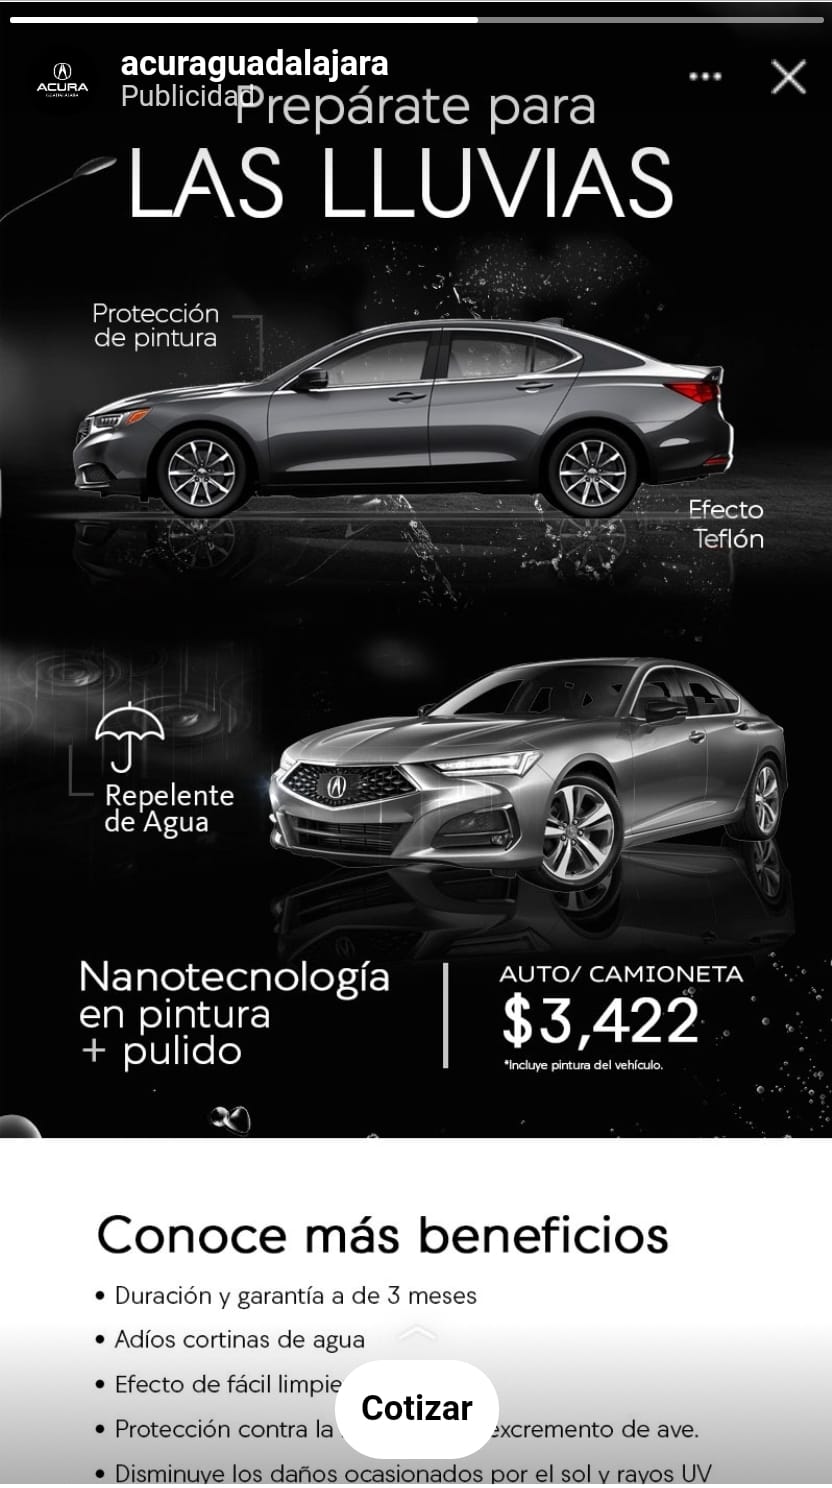 acuraguadalajara
ACURA
Publicidad
Prepárate para
LAS LLUVIAS
Protección
de pintura
Efecto
Teflón
Repelente
de Agua
Nanotecnología
en pintura
+ pulido
AUTO/ CAMIONETA
$3,422
*Incluye pintura del vehículo.
Conoce más beneficios
• Duración y garantía a de 3 meses
• Adíos cortinas de agua
• Efecto de fácil limpie
Cotizar
• Protección contra la excremento de ave.
• Disminuye los daños ocasionados por el sol y rayos UV